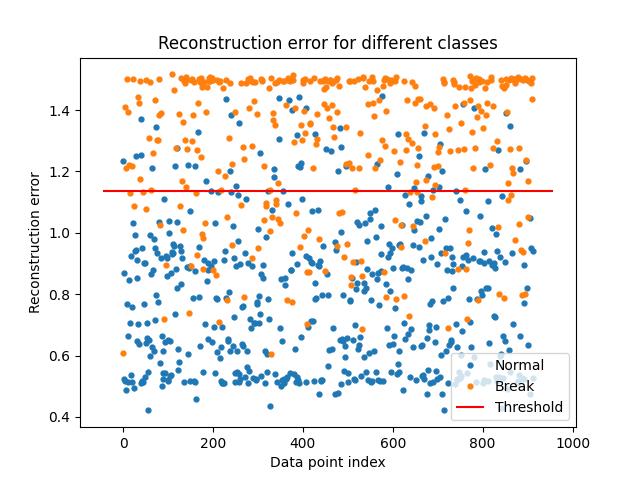 Reconstruction error for different classes
Reconstruction error
1.4
1.2
1.0
0.8
0.6
0.4
Normal
Break
Threshold
0
200
400
600
800
1000
Data point index